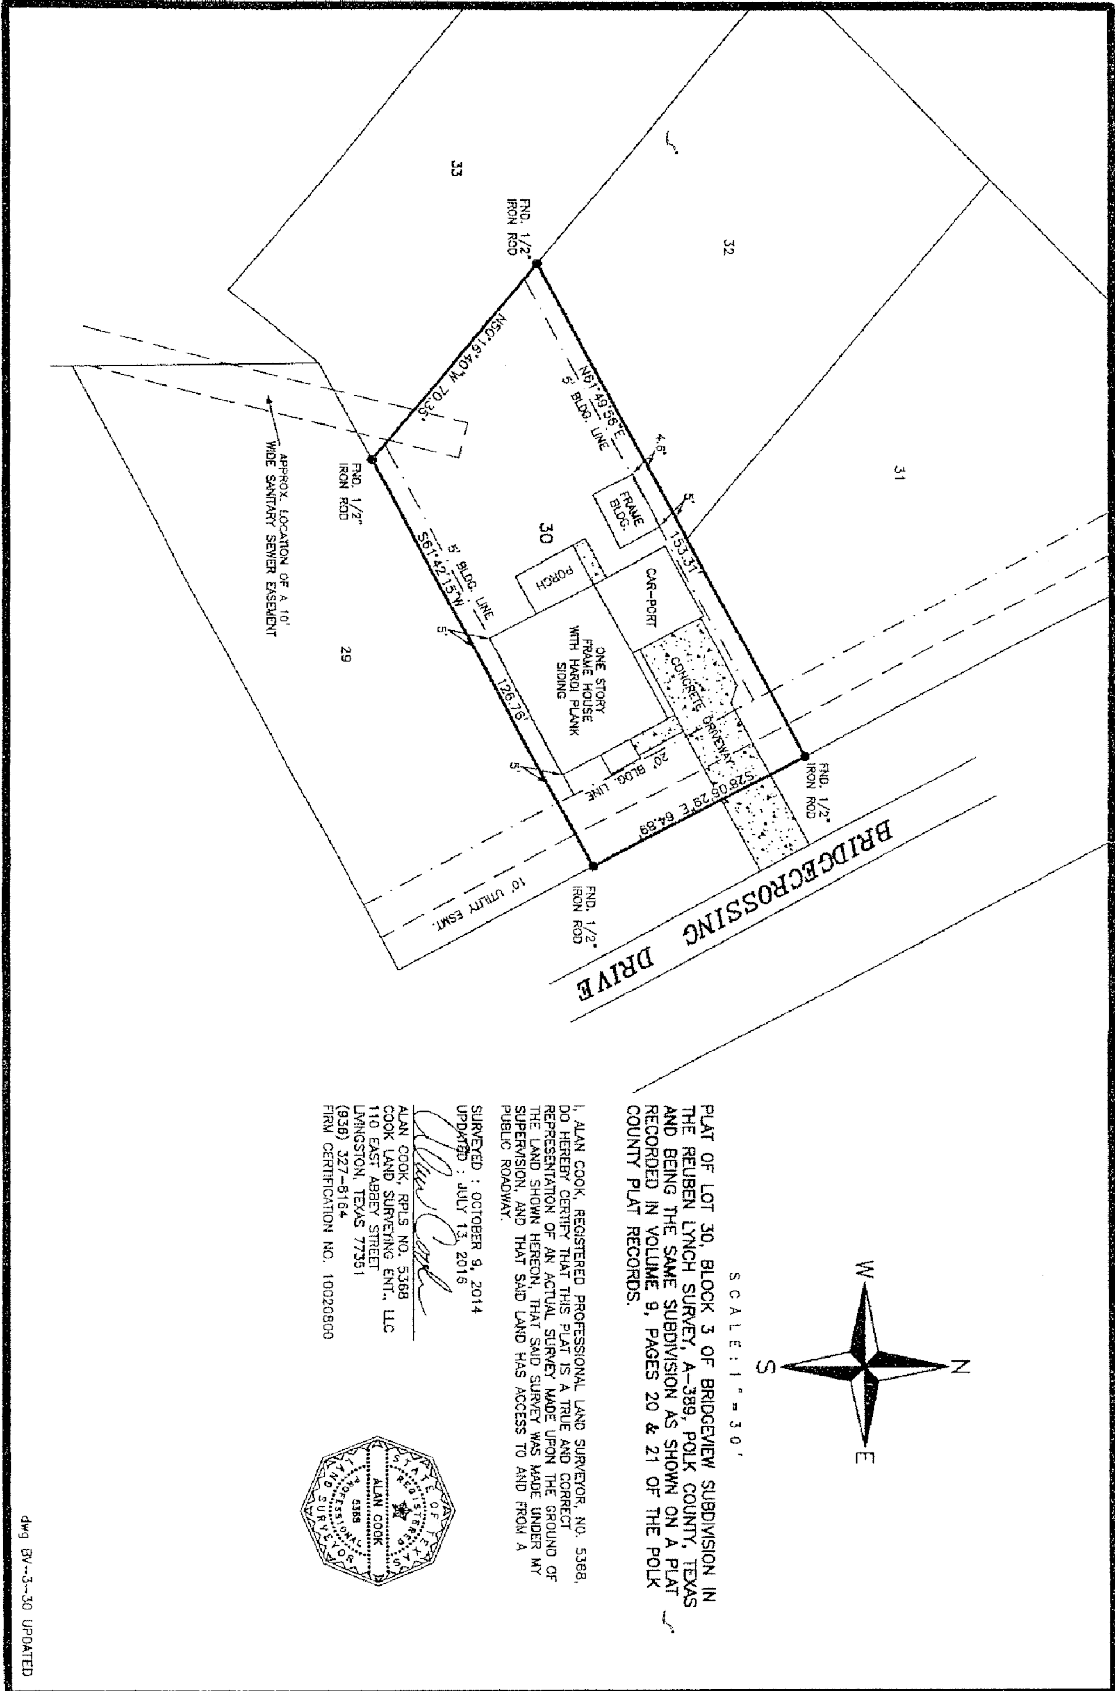 33
32
31
30
29
FND. 1/2"
IRON ROD
FND. 1/2"
IRON ROD
FND. 1/2"
IRON ROD
FND. 1/2"
IRON ROD
N50°16'40"W 70.35'
N61°49'56"E
153.31'
5' BLDG. LINE
4.6'
5'
FRAME
BLDG.
CAR-PORT
PORCH
CONCRETE DRIVEWAY
ONE STORY
FRAME HOUSE
WITH HARDI PLANK
SIDING
5' BLDG. LINE
S61°42'15"W
126.76'
5'
5'
20' BLDG. LINE
S28°05'29"E 64.89'
10' UTILITY ESMT.
APPROX. LOCATION OF A 10'
WIDE SANITARY SEWER EASEMENT
BRIDGECROSSING DRIVE
N
W
E
S
SCALE: 1" = 30'
PLAT OF LOT 30, BLOCK 3 OF BRIDGEVIEW SUBDIVISION IN
THE REUBEN LYNCH SURVEY, A-389, POLK COUNTY, TEXAS
AND BEING THE SAME SUBDIVISION AS SHOWN ON A PLAT
RECORDED IN VOLUME 9, PAGES 20 & 21 OF THE POLK
COUNTY PLAT RECORDS.
I, ALAN COOK, REGISTERED PROFESSIONAL LAND SURVEYOR, NO. 5368,
DO HEREBY CERTIFY THAT THIS PLAT IS A TRUE AND CORRECT
REPRESENTATION OF AN ACTUAL SURVEY MADE UPON THE GROUND OF
THE LAND SHOWN HEREON, THAT SAID SURVEY WAS MADE UNDER MY
SUPERVISION, AND THAT SAID LAND HAS ACCESS TO AND FROM A
PUBLIC ROADWAY.
SURVEYED : OCTOBER 9, 2014
UPDATED : JULY 13, 2016
Alan Cook
ALAN COOK, RPLS NO. 5368
COOK LAND SURVEYING ENT., LLC
110 EAST ABBEY STREET
LIVINGSTON, TEXAS 77351
(936) 327-8164
FIRM CERTIFICATION NO. 10020800
STATE OF TEXAS
REGISTERED
ALAN COOK
5368
PROFESSIONAL
LAND SURVEYOR
dwg BV-3-30 UPDATED